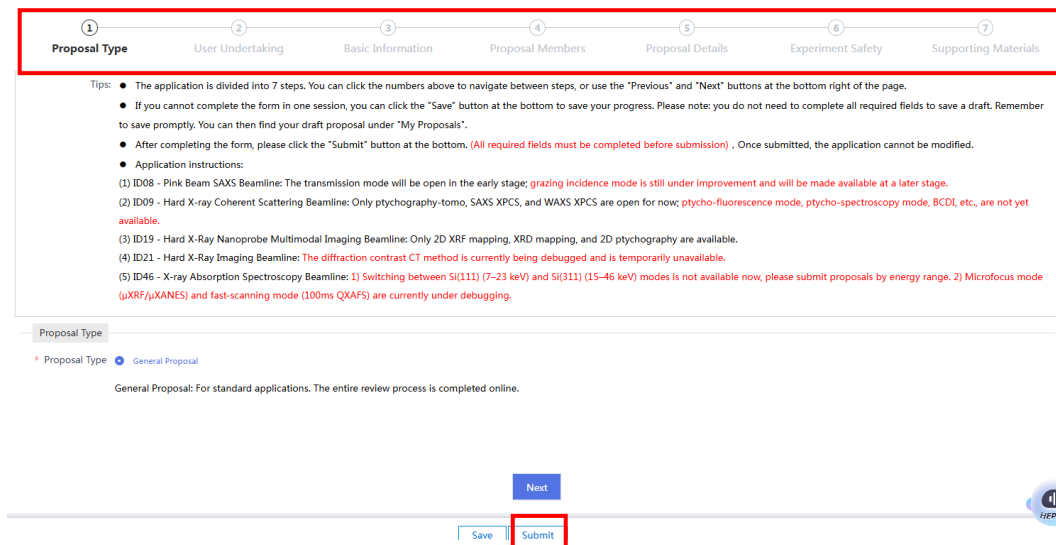 1 2 3 4 5 6 7
Proposal Type User Undertaking Basic Information Proposal Members Proposal Details Experiment Safety Supporting Materials
Tips: ● The application is divided into 7 steps. You can click the numbers above to navigate between steps, or use the "Previous" and "Next" buttons at the bottom right of the page.
● If you cannot complete the form in one session, you can click the "Save" button at the bottom to save your progress. Please note: you do not need to complete all required fields to save a draft. Remember
to save promptly. You can then find your draft proposal under "My Proposals".
● After completing the form, please click the "Submit" button at the bottom. (All required fields must be completed before submission) , Once submitted, the application cannot be modified.
● Application instructions:
(1) ID08 - Pink Beam SAXS Beamline: The transmission mode will be open in the early stage; grazing incidence mode is still under improvement and will be made available at a later stage.
(2) ID09 - Hard X-ray Coherent Scattering Beamline: Only ptychography-tomo, SAXS XPCS, and WAXS XPCS are open for now; ptycho-fluorescence mode, ptycho-spectroscopy mode, BCDI, etc., are not yet
available.
(3) ID19 - Hard X-Ray Nanoprobe Multimodal Imaging Beamline: Only 2D XRF mapping, XRD mapping, and 2D ptychography are available.
(4) ID21 - Hard X-Ray Imaging Beamline: The diffraction contrast CT method is currently being debugged and is temporarily unavailable.
(5) ID46 - X-ray Absorption Spectroscopy Beamline: 1) Switching between Si(111) (7–23 keV) and Si(311) (15–46 keV) modes is not available now, please submit proposals by energy range. 2) Microfocus mode
(μXRF/μXANES) and fast-scanning mode (100ms QXAFS) are currently under debugging.
Proposal Type
* Proposal Type General Proposal
General Proposal: For standard applications. The entire review process is completed online.
Next
HEP
Save Submit